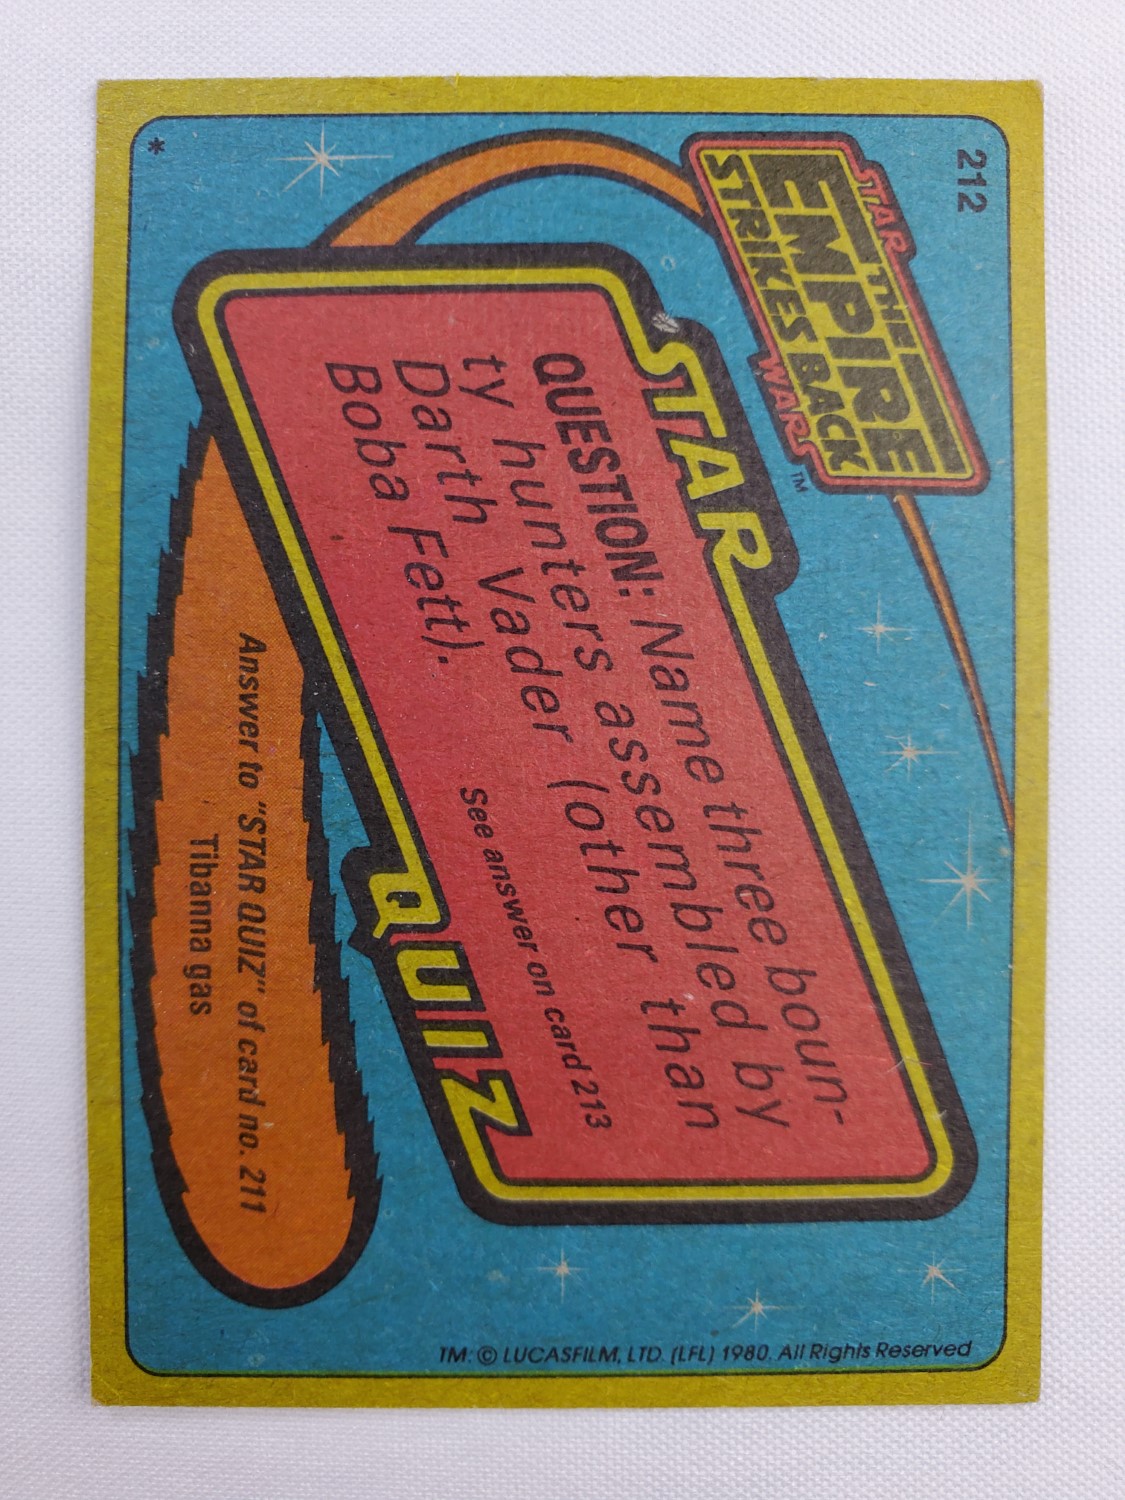 212
STAR
THE
EMPIRE
STRIKES BACK
WARS™
STAR
QUESTION: Name three boun-
ty hunters assembled by
Darth Vader (other than
Boba Fett).
See answer on card 213
QUIZ
Answer to "STAR QUIZ" of card no. 211
Tibanna gas
*
TM: © LUCASFILM, LTD. (LFL) 1980. All Rights Reserved